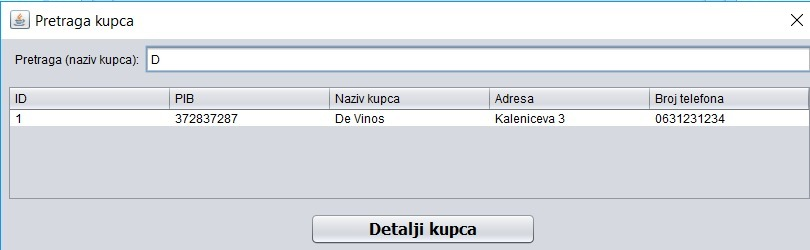 Pretraga kupca
Pretraga (naziv kupca): D
ID PIB Naziv kupca Adresa Broj telefona
1 372837287 De Vinos Kaleniceva 3 0631231234
Detalji kupca